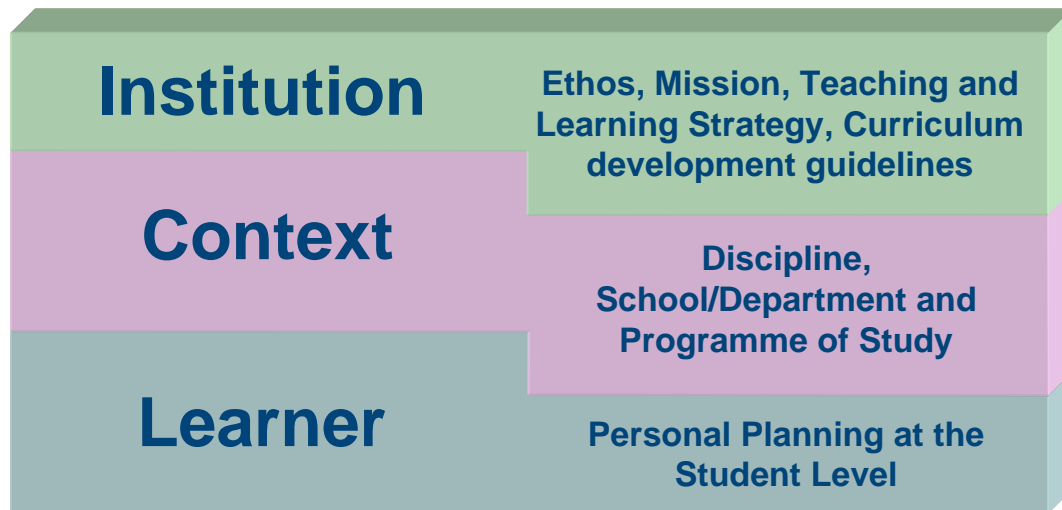 Institution
Ethos, Mission, Teaching and
Learning Strategy, Curriculum
development guidelines
Context
Discipline,
School/Department and
Programme of Study
Learner
Personal Planning at the
Student Level